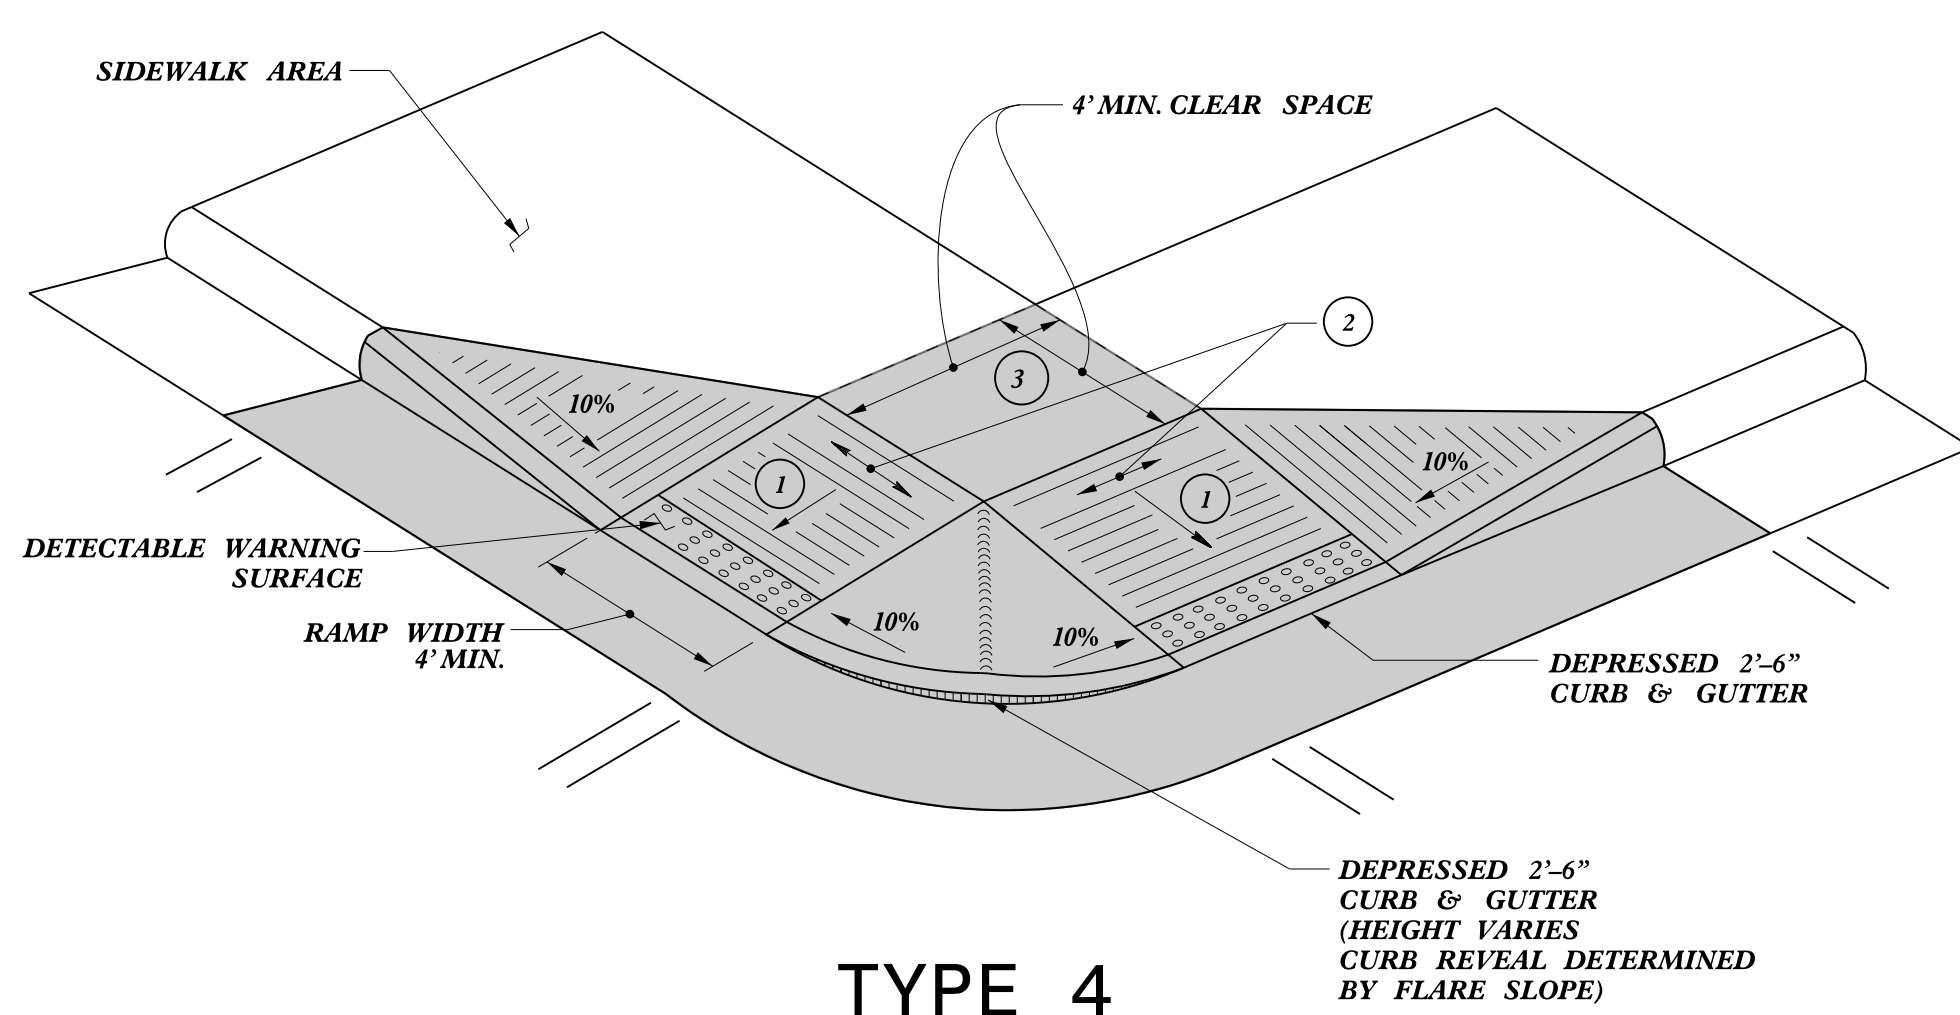 SIDEWALK AREA
4’ MIN. CLEAR SPACE
2
3
10%
10%
1
1
DETECTABLE WARNING
SURFACE
RAMP WIDTH
4’ MIN.
10%
10%
DEPRESSED 2’–6”
CURB & GUTTER
DEPRESSED 2’–6”
CURB & GUTTER
(HEIGHT VARIES
CURB REVEAL DETERMINED
BY FLARE SLOPE)
TYPE 4